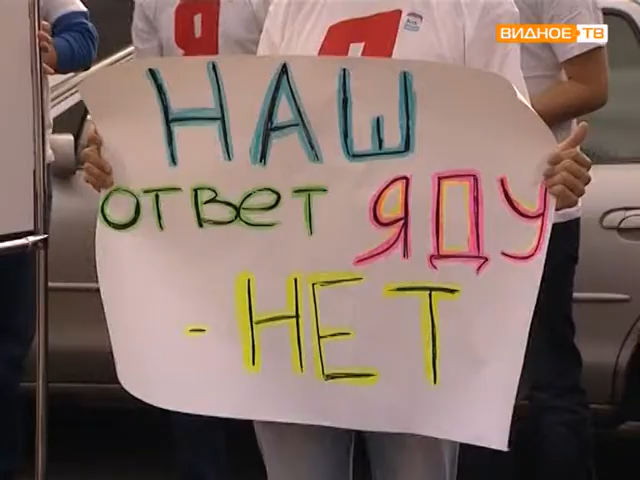 ВИДНОЕ ТВ
Я
НАШ
ответ ЯДУ
- НЕТ